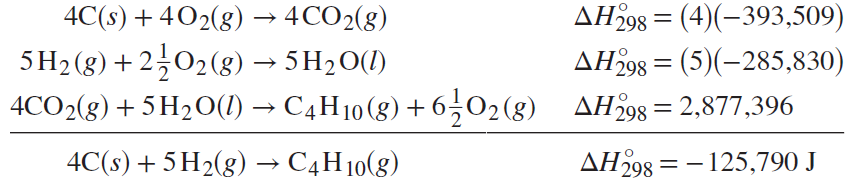 4C(s) + 4O₂(g) → 4CO₂(g) ΔH°₂₉₈ = (4)(−393,509)
5H₂(g) + 2½O₂(g) → 5H₂O(l) ΔH°₂₉₈ = (5)(−285,830)
4CO₂(g) + 5H₂O(l) → C₄H₁₀(g) + 6½O₂(g) ΔH°₂₉₈ = 2,877,396
4C(s) + 5H₂(g) → C₄H₁₀(g) ΔH°₂₉₈ = −125,790 J